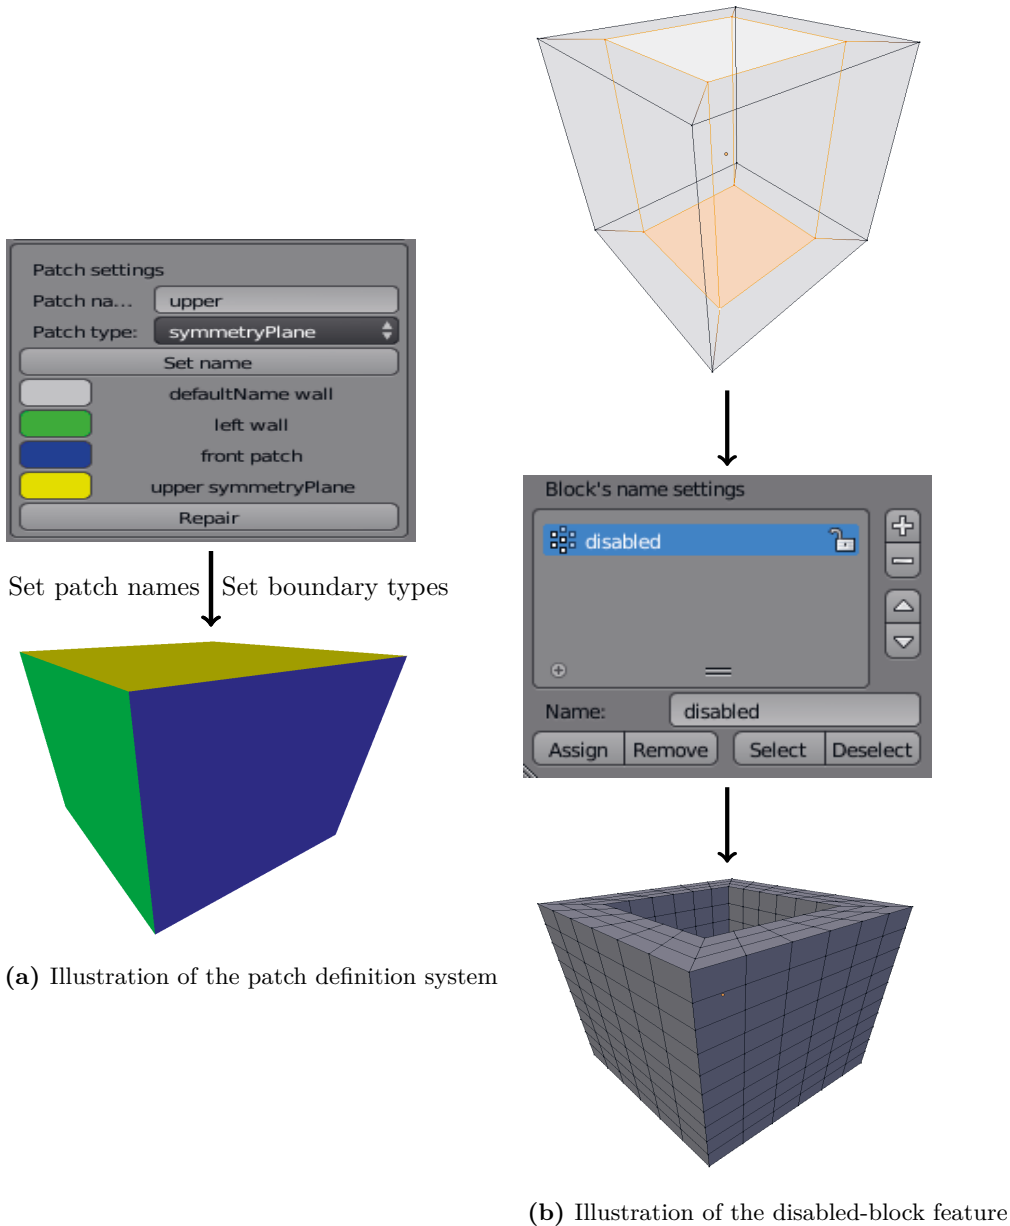 Patch settings
Patch na...
upper
Patch type:
symmetryPlane
Set name
defaultName wall
left wall
front patch
upper symmetryPlane
Repair
Set patch names
Set boundary types
(a) Illustration of the patch definition system
Block's name settings
disabled
Name:
disabled
Assign
Remove
Select
Deselect
(b) Illustration of the disabled-block feature